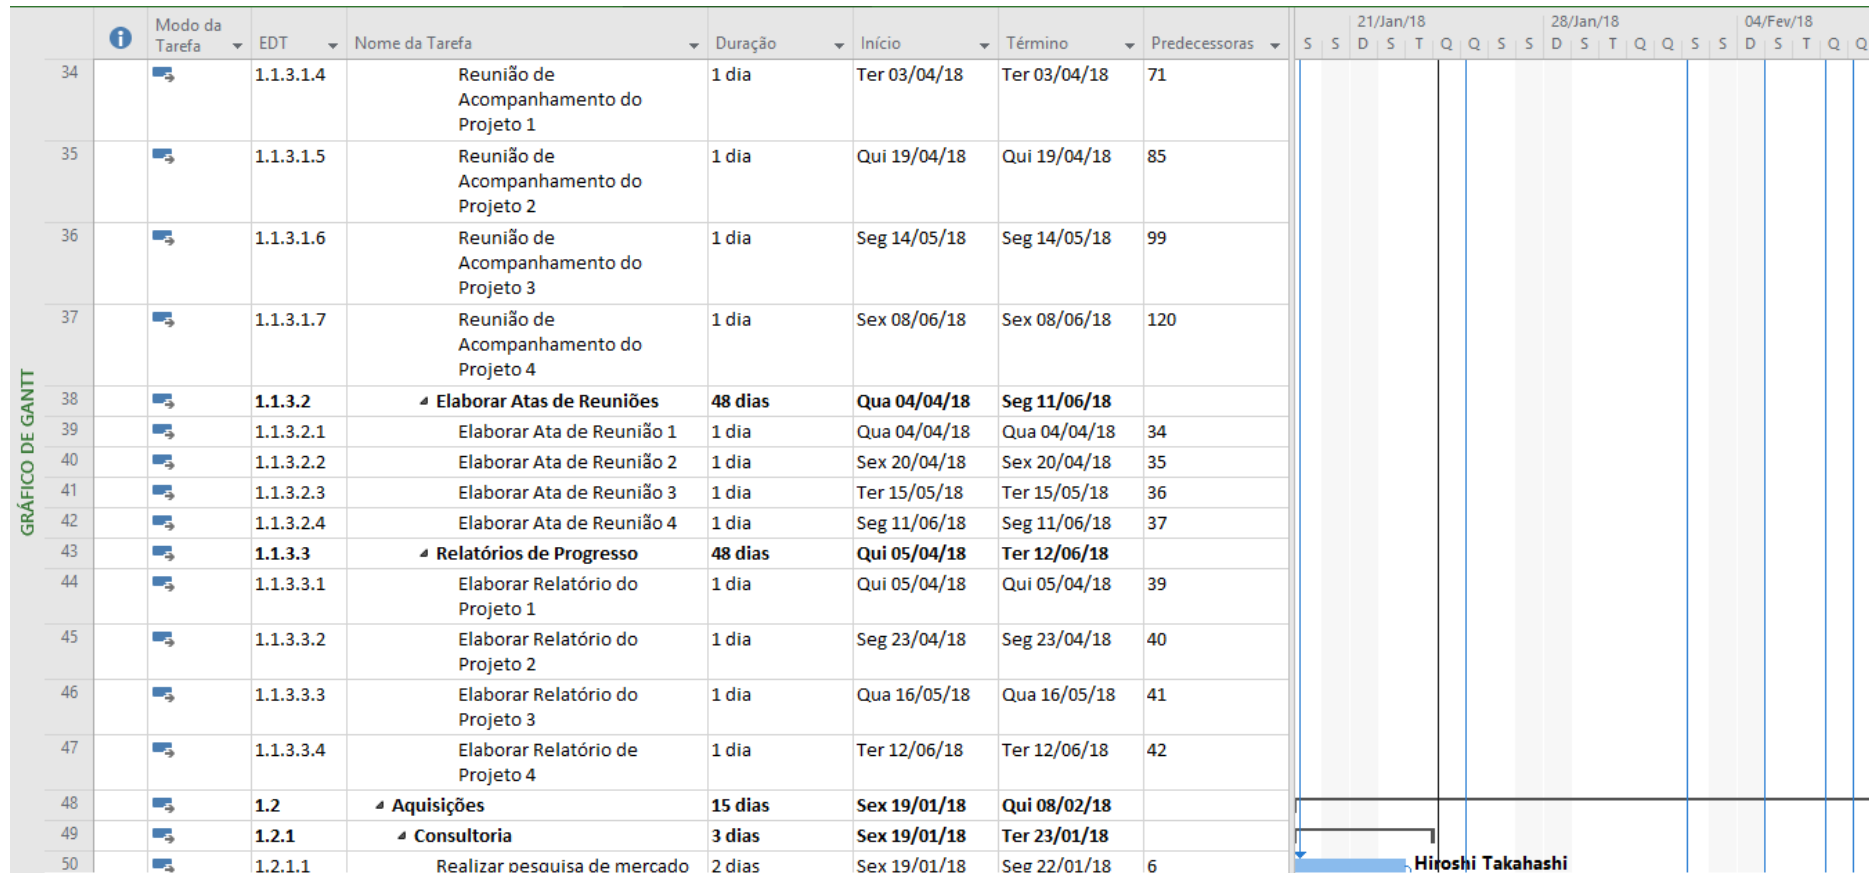 21/Jan/18 28/Jan/18 04/Fev/18
Modo da Tarefa EDT Nome da Tarefa Duração Início Término Predecessoras S S D S T Q Q S S D S T Q Q S S D S T Q Q
34 1.1.3.1.4 Reunião de 1 dia Ter 03/04/18 Ter 03/04/18 71
Acompanhamento do
Projeto 1
35 1.1.3.1.5 Reunião de 1 dia Qui 19/04/18 Qui 19/04/18 85
Acompanhamento do
Projeto 2
36 1.1.3.1.6 Reunião de 1 dia Seg 14/05/18 Seg 14/05/18 99
Acompanhamento do
Projeto 3
37 1.1.3.1.7 Reunião de 1 dia Sex 08/06/18 Sex 08/06/18 120
Acompanhamento do
Projeto 4
38 1.1.3.2 Elaborar Atas de Reuniões 48 dias Qua 04/04/18 Seg 11/06/18
39 1.1.3.2.1 Elaborar Ata de Reunião 1 1 dia Qua 04/04/18 Qua 04/04/18 34
40 1.1.3.2.2 Elaborar Ata de Reunião 2 1 dia Sex 20/04/18 Sex 20/04/18 35
41 1.1.3.2.3 Elaborar Ata de Reunião 3 1 dia Ter 15/05/18 Ter 15/05/18 36
42 1.1.3.2.4 Elaborar Ata de Reunião 4 1 dia Seg 11/06/18 Seg 11/06/18 37
43 1.1.3.3 Relatórios de Progresso 48 dias Qui 05/04/18 Ter 12/06/18
44 1.1.3.3.1 Elaborar Relatório do 1 dia Qui 05/04/18 Qui 05/04/18 39
Projeto 1
45 1.1.3.3.2 Elaborar Relatório do 1 dia Seg 23/04/18 Seg 23/04/18 40
Projeto 2
46 1.1.3.3.3 Elaborar Relatório do 1 dia Qua 16/05/18 Qua 16/05/18 41
Projeto 3
47 1.1.3.3.4 Elaborar Relatório de 1 dia Ter 12/06/18 Ter 12/06/18 42
Projeto 4
48 1.2 Aquisições 15 dias Sex 19/01/18 Qui 08/02/18
49 1.2.1 Consultoria 3 dias Sex 19/01/18 Ter 23/01/18
50 1.2.1.1 Realizar pesquisa de mercado 2 dias Sex 19/01/18 Seg 22/01/18 6 Hiroshi Takahashi
GRÁFICO DE GANTT